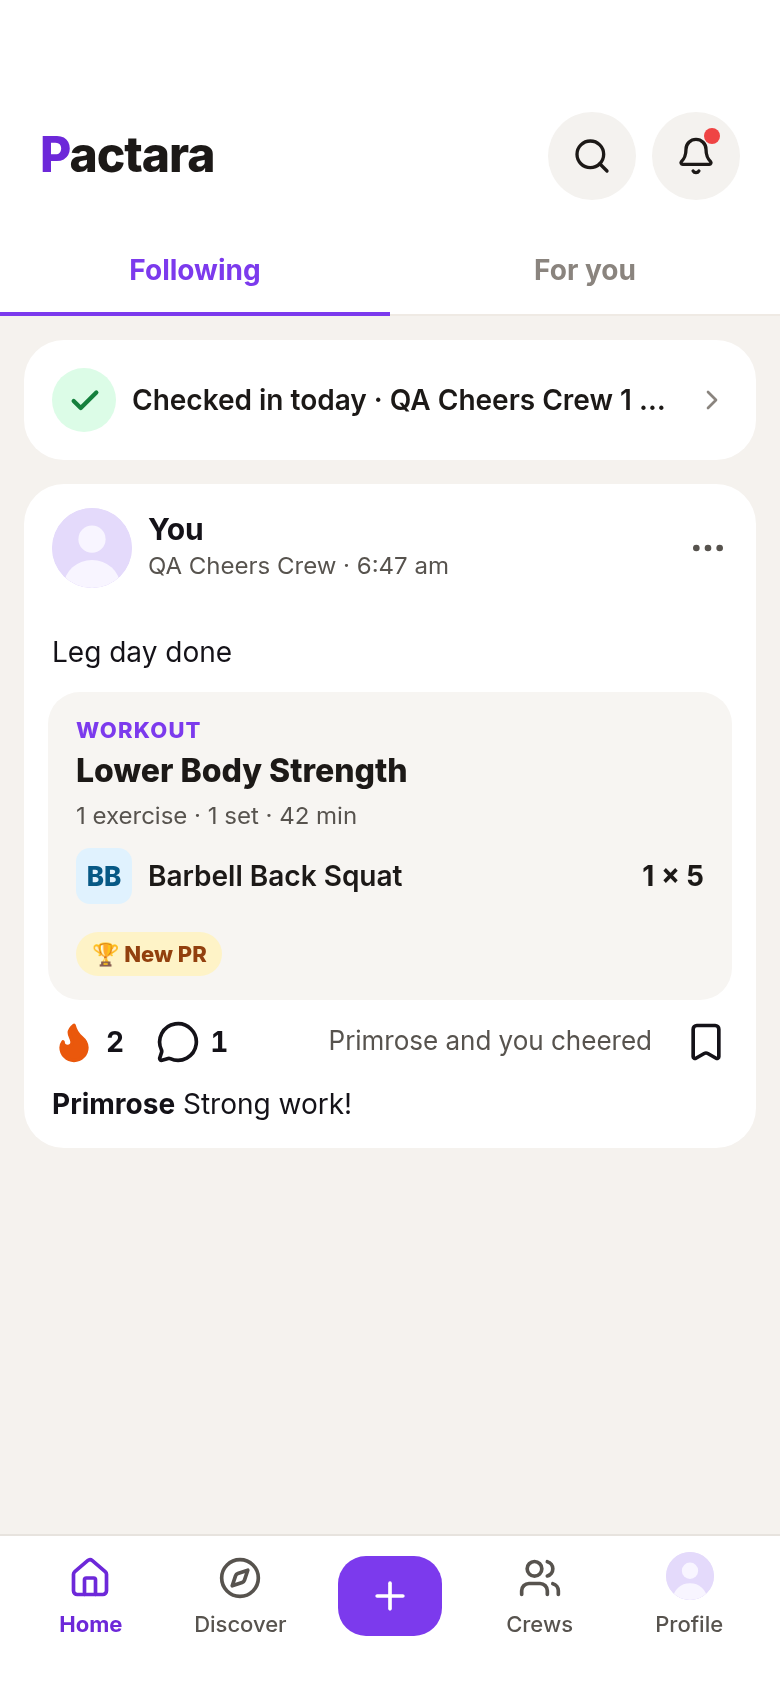 Pactara
Following
For you
Checked in today · QA Cheers Crew 1 ...
You
QA Cheers Crew · 6:47 am
Leg day done
WORKOUT
Lower Body Strength
1 exercise · 1 set · 42 min
BB Barbell Back Squat 1 × 5
🏆 New PR
2 1 Primrose and you cheered
Primrose Strong work!
Home Discover Crews Profile